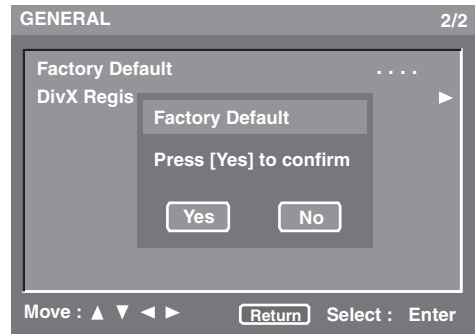 GENERAL 2/2
Factory Default ....
DivX Regis ►
Factory Default
Press [Yes] to confirm
Yes No
Move : ▲ ▼ ◄ ► Return Select : Enter